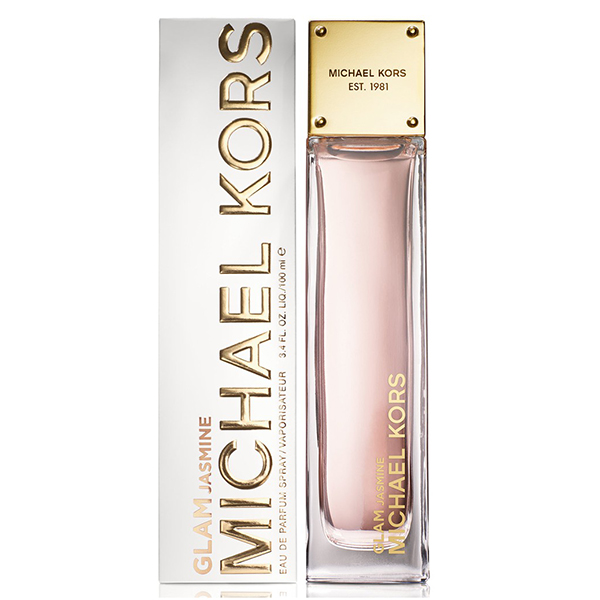 GLAM JASMINE
MICHAEL KORS
EAU DE PARFUM SPRAY/VAPORISATEUR 3.4 FL. OZ. LIQ./100 ml ℮
MICHAEL KORS
EST. 1981
GLAM JASMINE
MICHAEL KORS